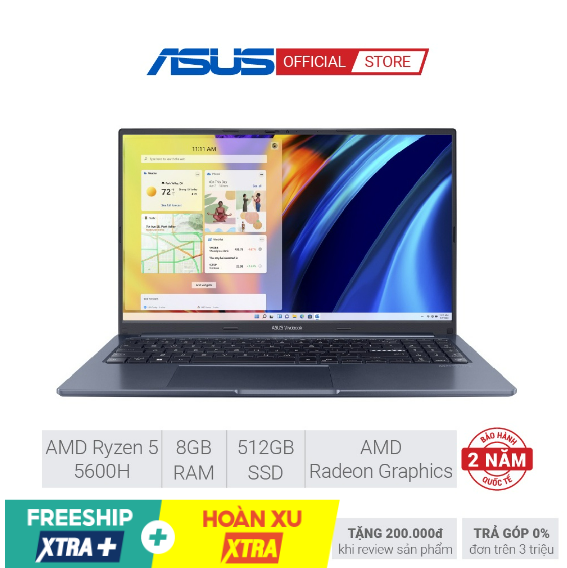 ASUS OFFICIAL STORE
11:11 AM
ASUS Vivobook
AMD Ryzen 5
5600H
8GB
RAM
512GB
SSD
AMD
Radeon Graphics
BẢO HÀNH
2 NĂM
QUỐC TẾ
FREESHIP
XTRA+
+
HOÀN XU
XTRA
TẶNG 200.000đ
khi review sản phẩm
TRẢ GÓP 0%
đơn trên 3 triệu